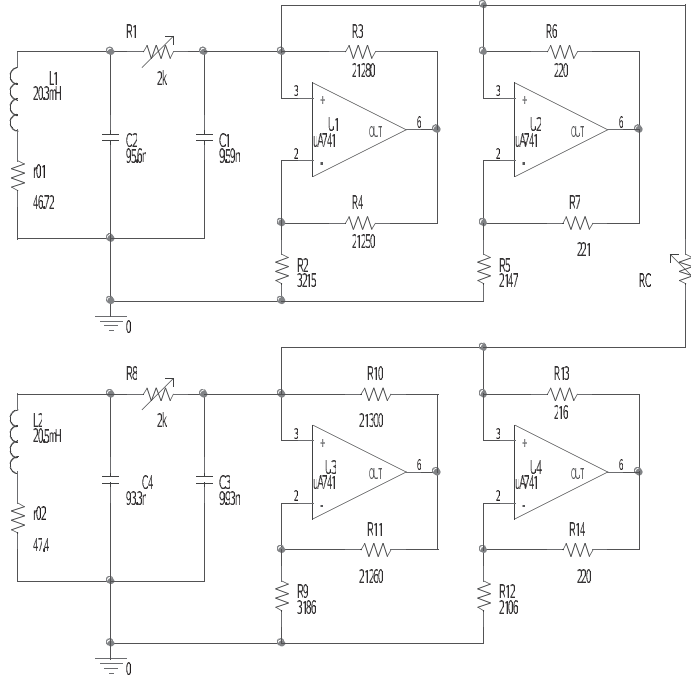 R1
2k
L1
20.3mH
r01
46.72
C2
95.6n
C1
95.9n
R3
21280
3
+
U1
uA741
OUT
6
2
-
R4
21250
R2
3215
R6
220
3
+
U2
uA741
OUT
6
2
-
R7
221
R5
2147
RC
0
R8
2k
L2
20.5mH
r02
47.4
C4
93.3n
C3
99.3n
R10
21300
3
+
U3
uA741
OUT
6
2
-
R11
21260
R9
3186
R13
216
3
+
U4
uA741
OUT
6
2
-
R14
220
R12
2106
0